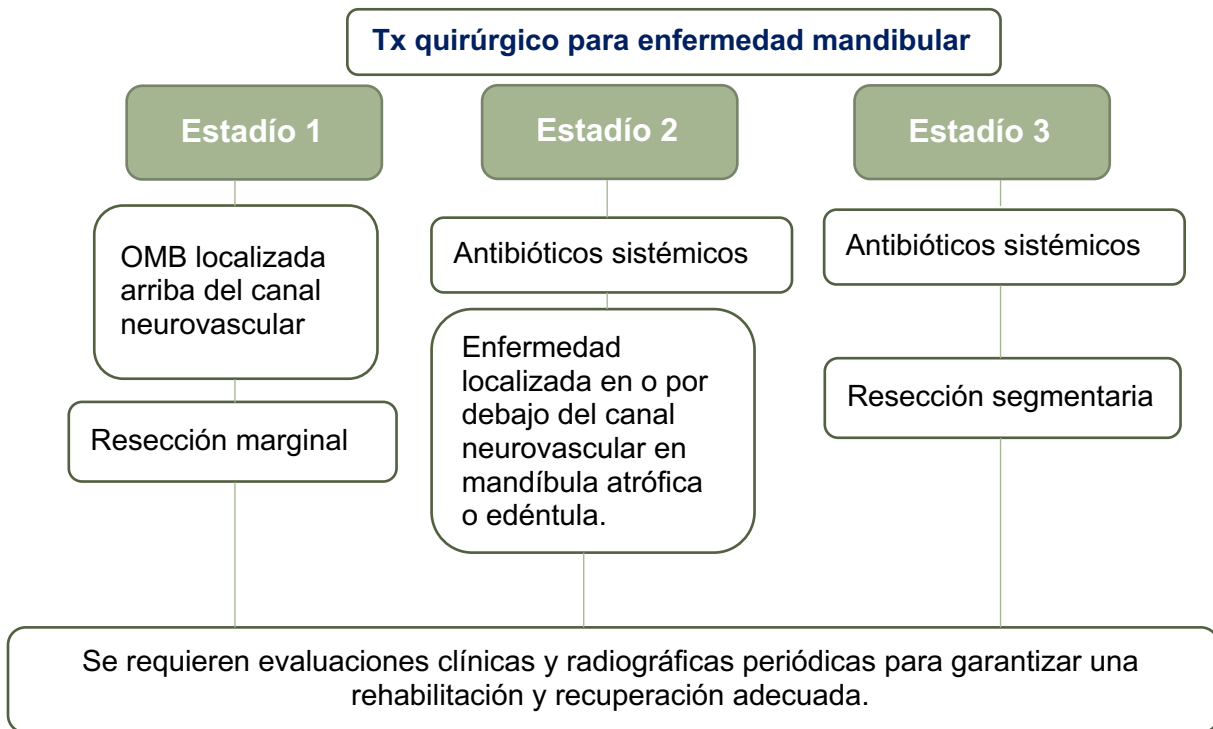 Tx quirúrgico para enfermedad mandibular
Estadío 1
OMB localizada
arriba del canal
neurovascular
Resección marginal
Estadío 2
Antibióticos sistémicos
Enfermedad
localizada en o por
debajo del canal
neurovascular en
mandíbula atrófica
o edéntula.
Estadío 3
Antibióticos sistémicos
Resección segmentaria
Se requieren evaluaciones clínicas y radiográficas periódicas para garantizar una
rehabilitación y recuperación adecuada.